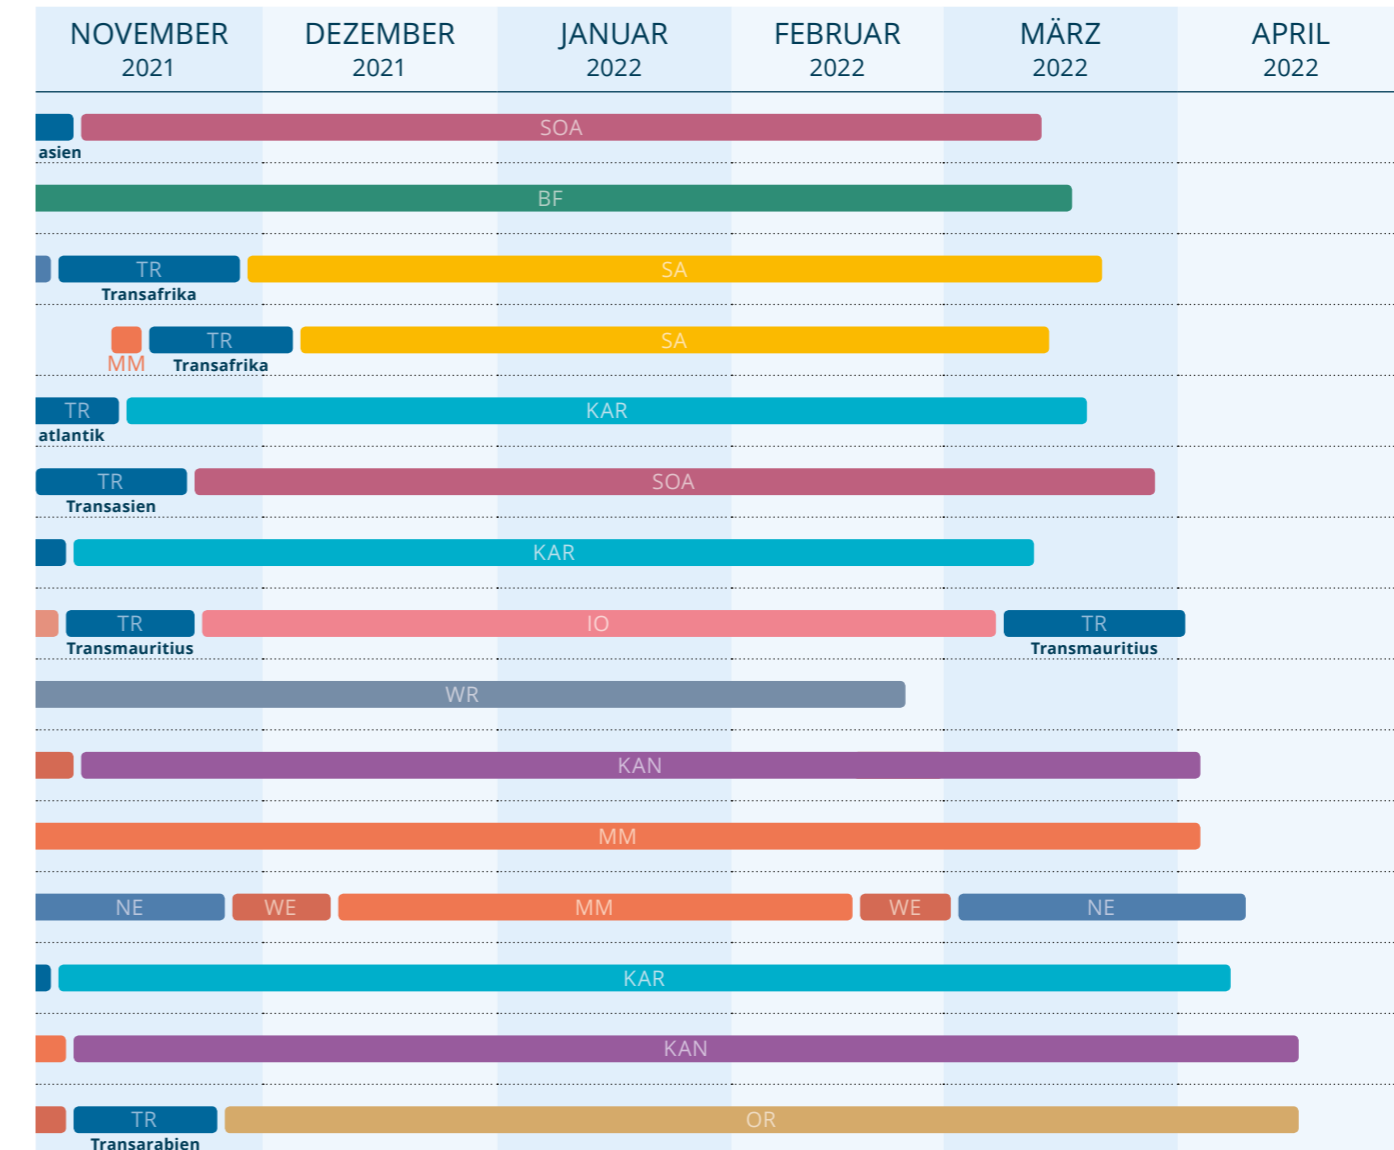 NOVEMBER DEZEMBER JANUAR FEBRUAR MÄRZ APRIL
2021 2021 2022 2022 2022 2022
SOA
asien
BF
TR SA
Transafrika
TR SA
MM Transafrika
TR KAR
atlantik
TR SOA
Transasien
KAR
TR IO TR
Transmauritius Transmauritius
WR
KAN
MM
NE WE MM WE NE
KAR
KAN
TR OR
Transarabien